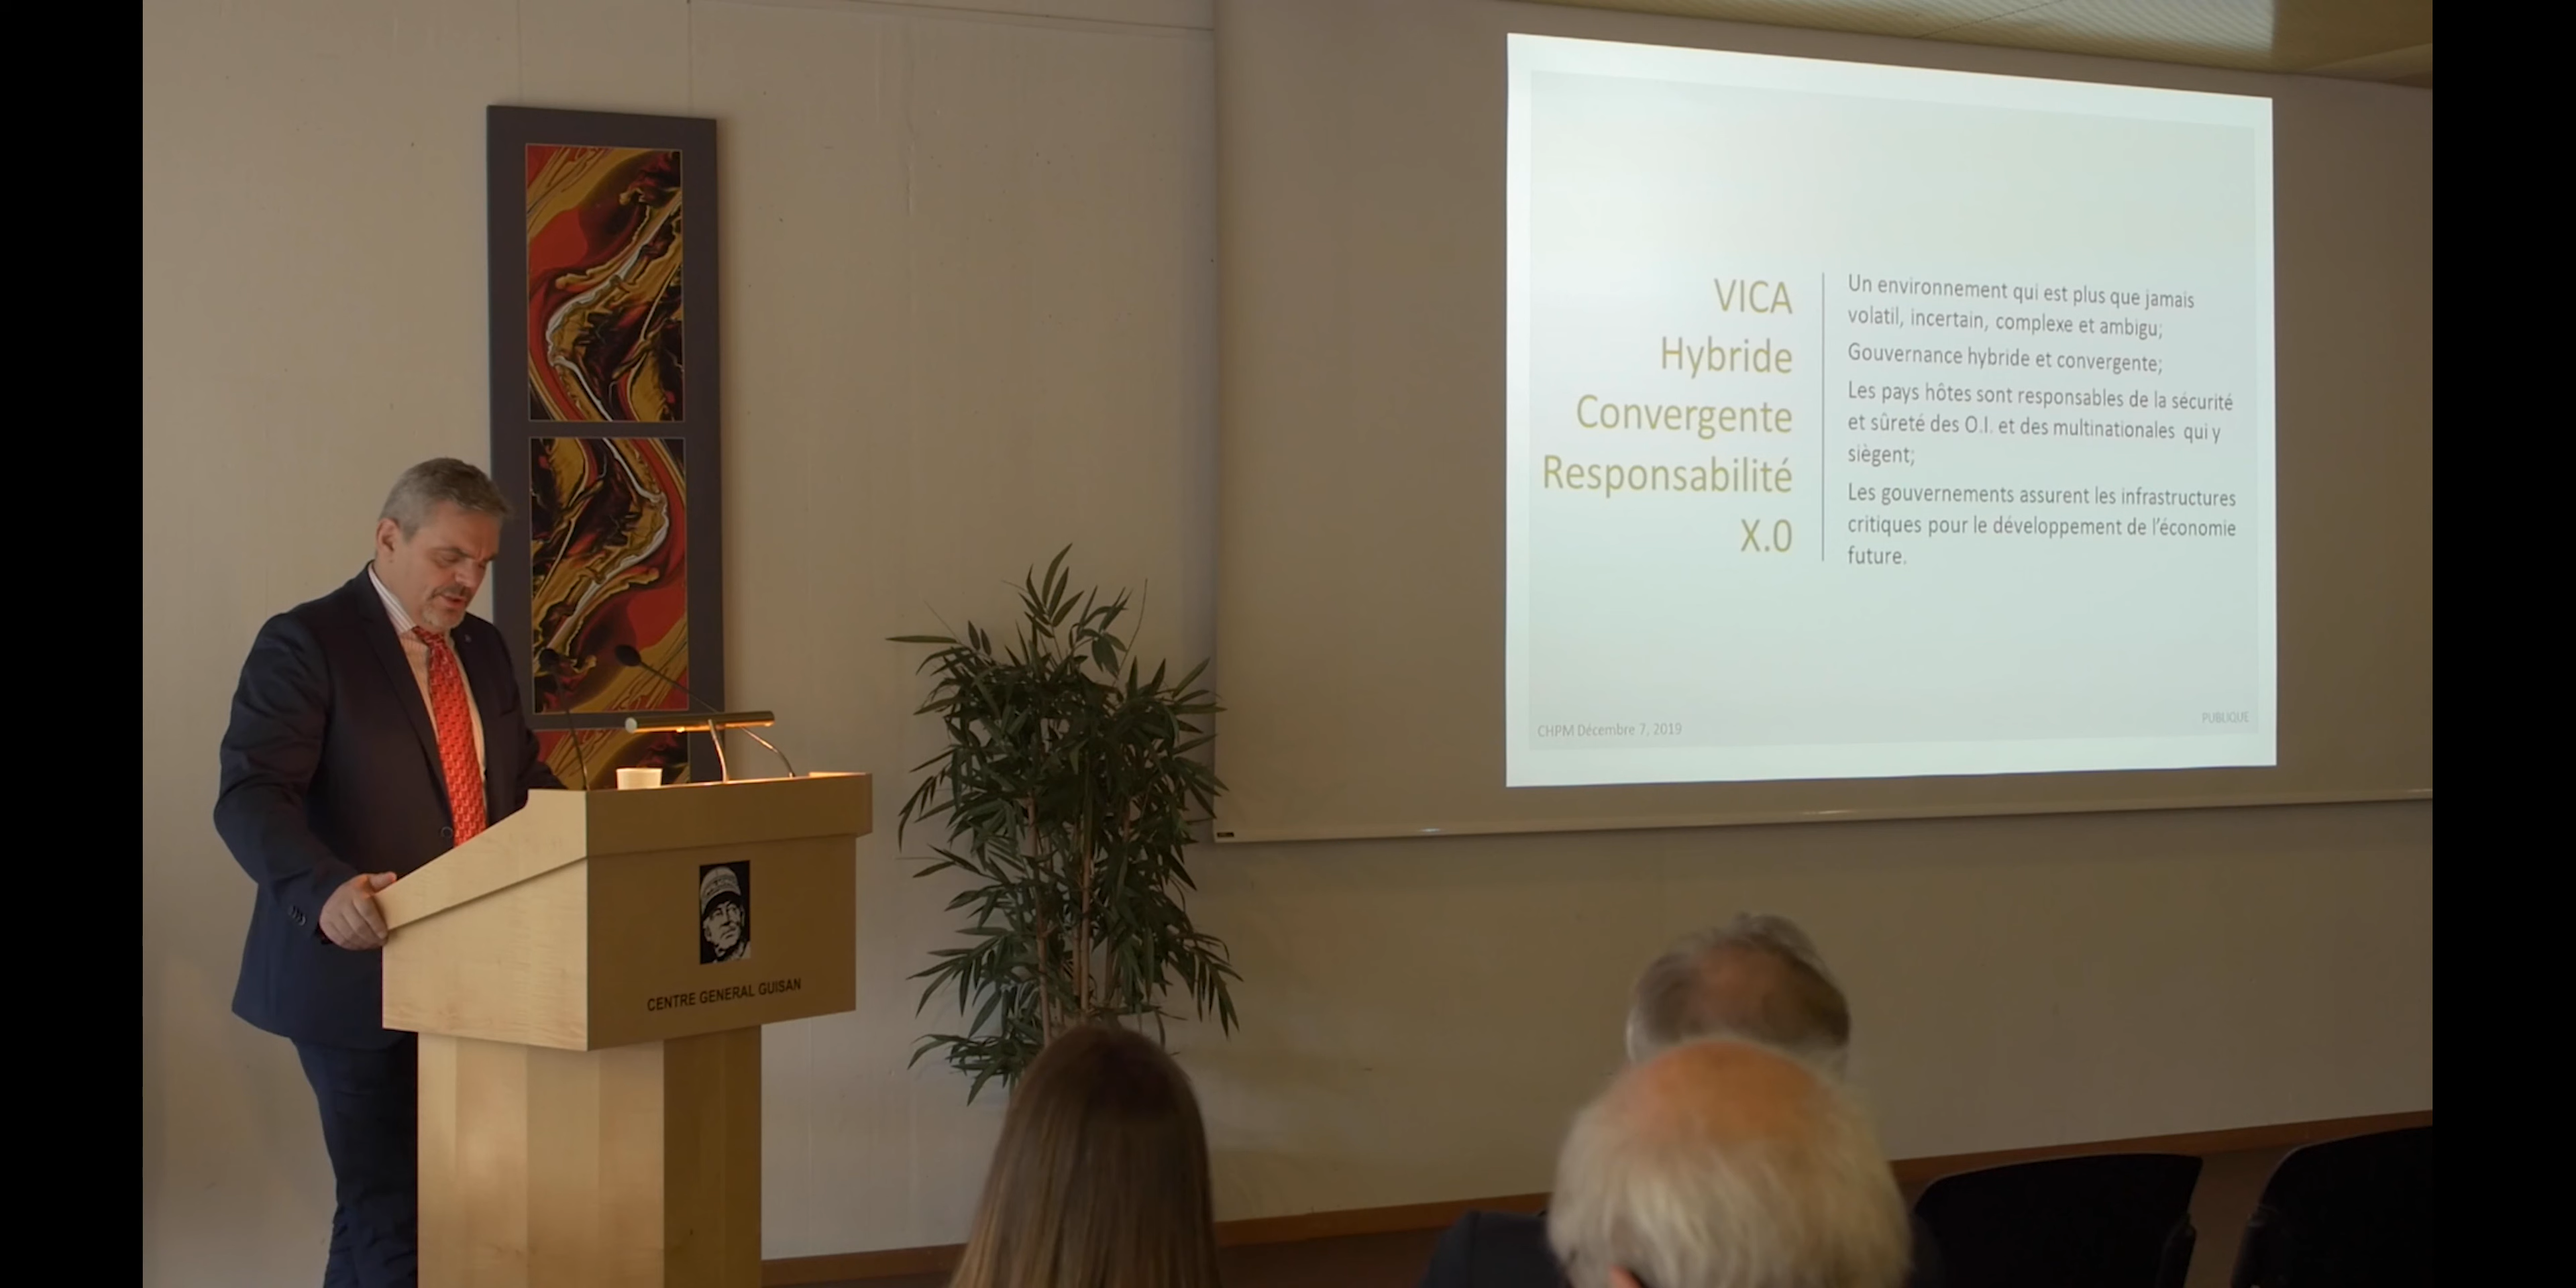 VICA
Hybride
Convergente
Responsabilité
X.0
Un environnement qui est plus que jamais
volatil, incertain, complexe et ambigu;
Gouvernance hybride et convergente;
Les pays hôtes sont responsables de la sécurité
et sûreté des O.I. et des multinationales qui y
siègent;
Les gouvernements assurent les infrastructures
critiques pour le développement de l'économie
future.
CHPM Décembre 7, 2019
PUBLIQUE
CENTRE GENERAL GUISAN